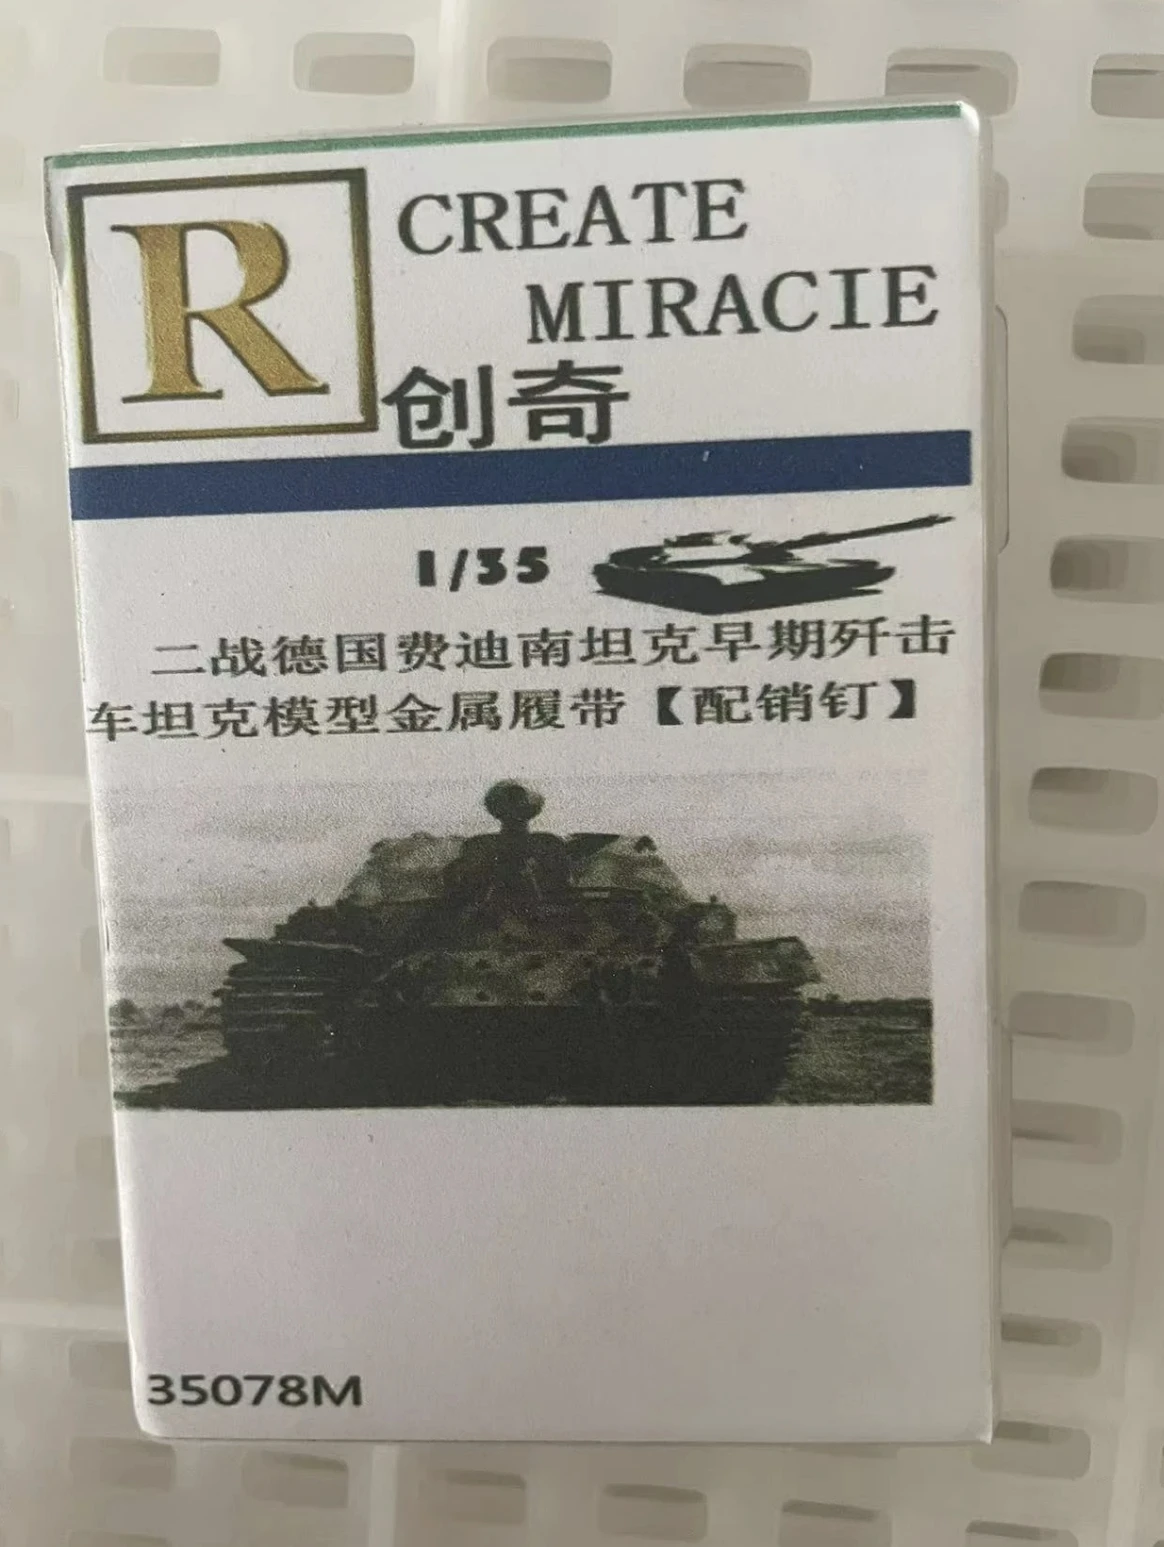 R
CREATE
MIRACIE
创奇
1/35
二战德国费迪南坦克早期歼击
车坦克模型金属履带【配销钉】
35078M